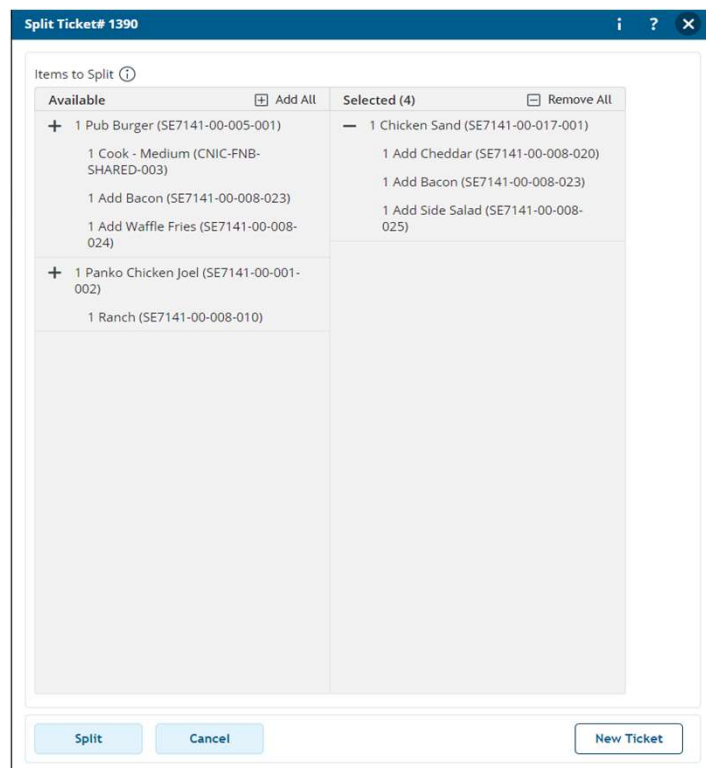 Split Ticket# 1390
i ? X
Items to Split i
Available + Add All
+ 1 Pub Burger (SE7141-00-005-001)
1 Cook - Medium (CNIC-FNB-
SHARED-003)
1 Add Bacon (SE7141-00-008-023)
1 Add Waffle Fries (SE7141-00-008-
024)
+ 1 Panko Chicken Joel (SE7141-00-001-
002)
1 Ranch (SE7141-00-008-010)
Selected (4) − Remove All
− 1 Chicken Sand (SE7141-00-017-001)
1 Add Cheddar (SE7141-00-008-020)
1 Add Bacon (SE7141-00-008-023)
1 Add Side Salad (SE7141-00-008-
025)
Split
Cancel
New Ticket